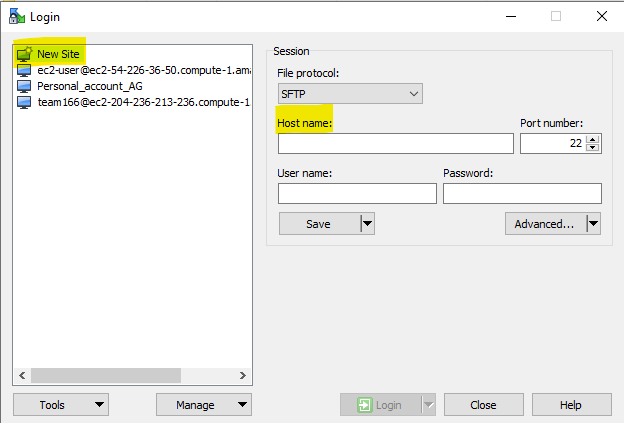 Login
New Site
ec2-user@ec2-54-226-36-50.compute-1.ama
Personal_account_AG
team166@ec2-204-236-213-236.compute-1.
Session
File protocol:
SFTP
Host name:
Port number:
22
User name:
Password:
Save
Advanced...
Tools
Manage
Login
Close
Help